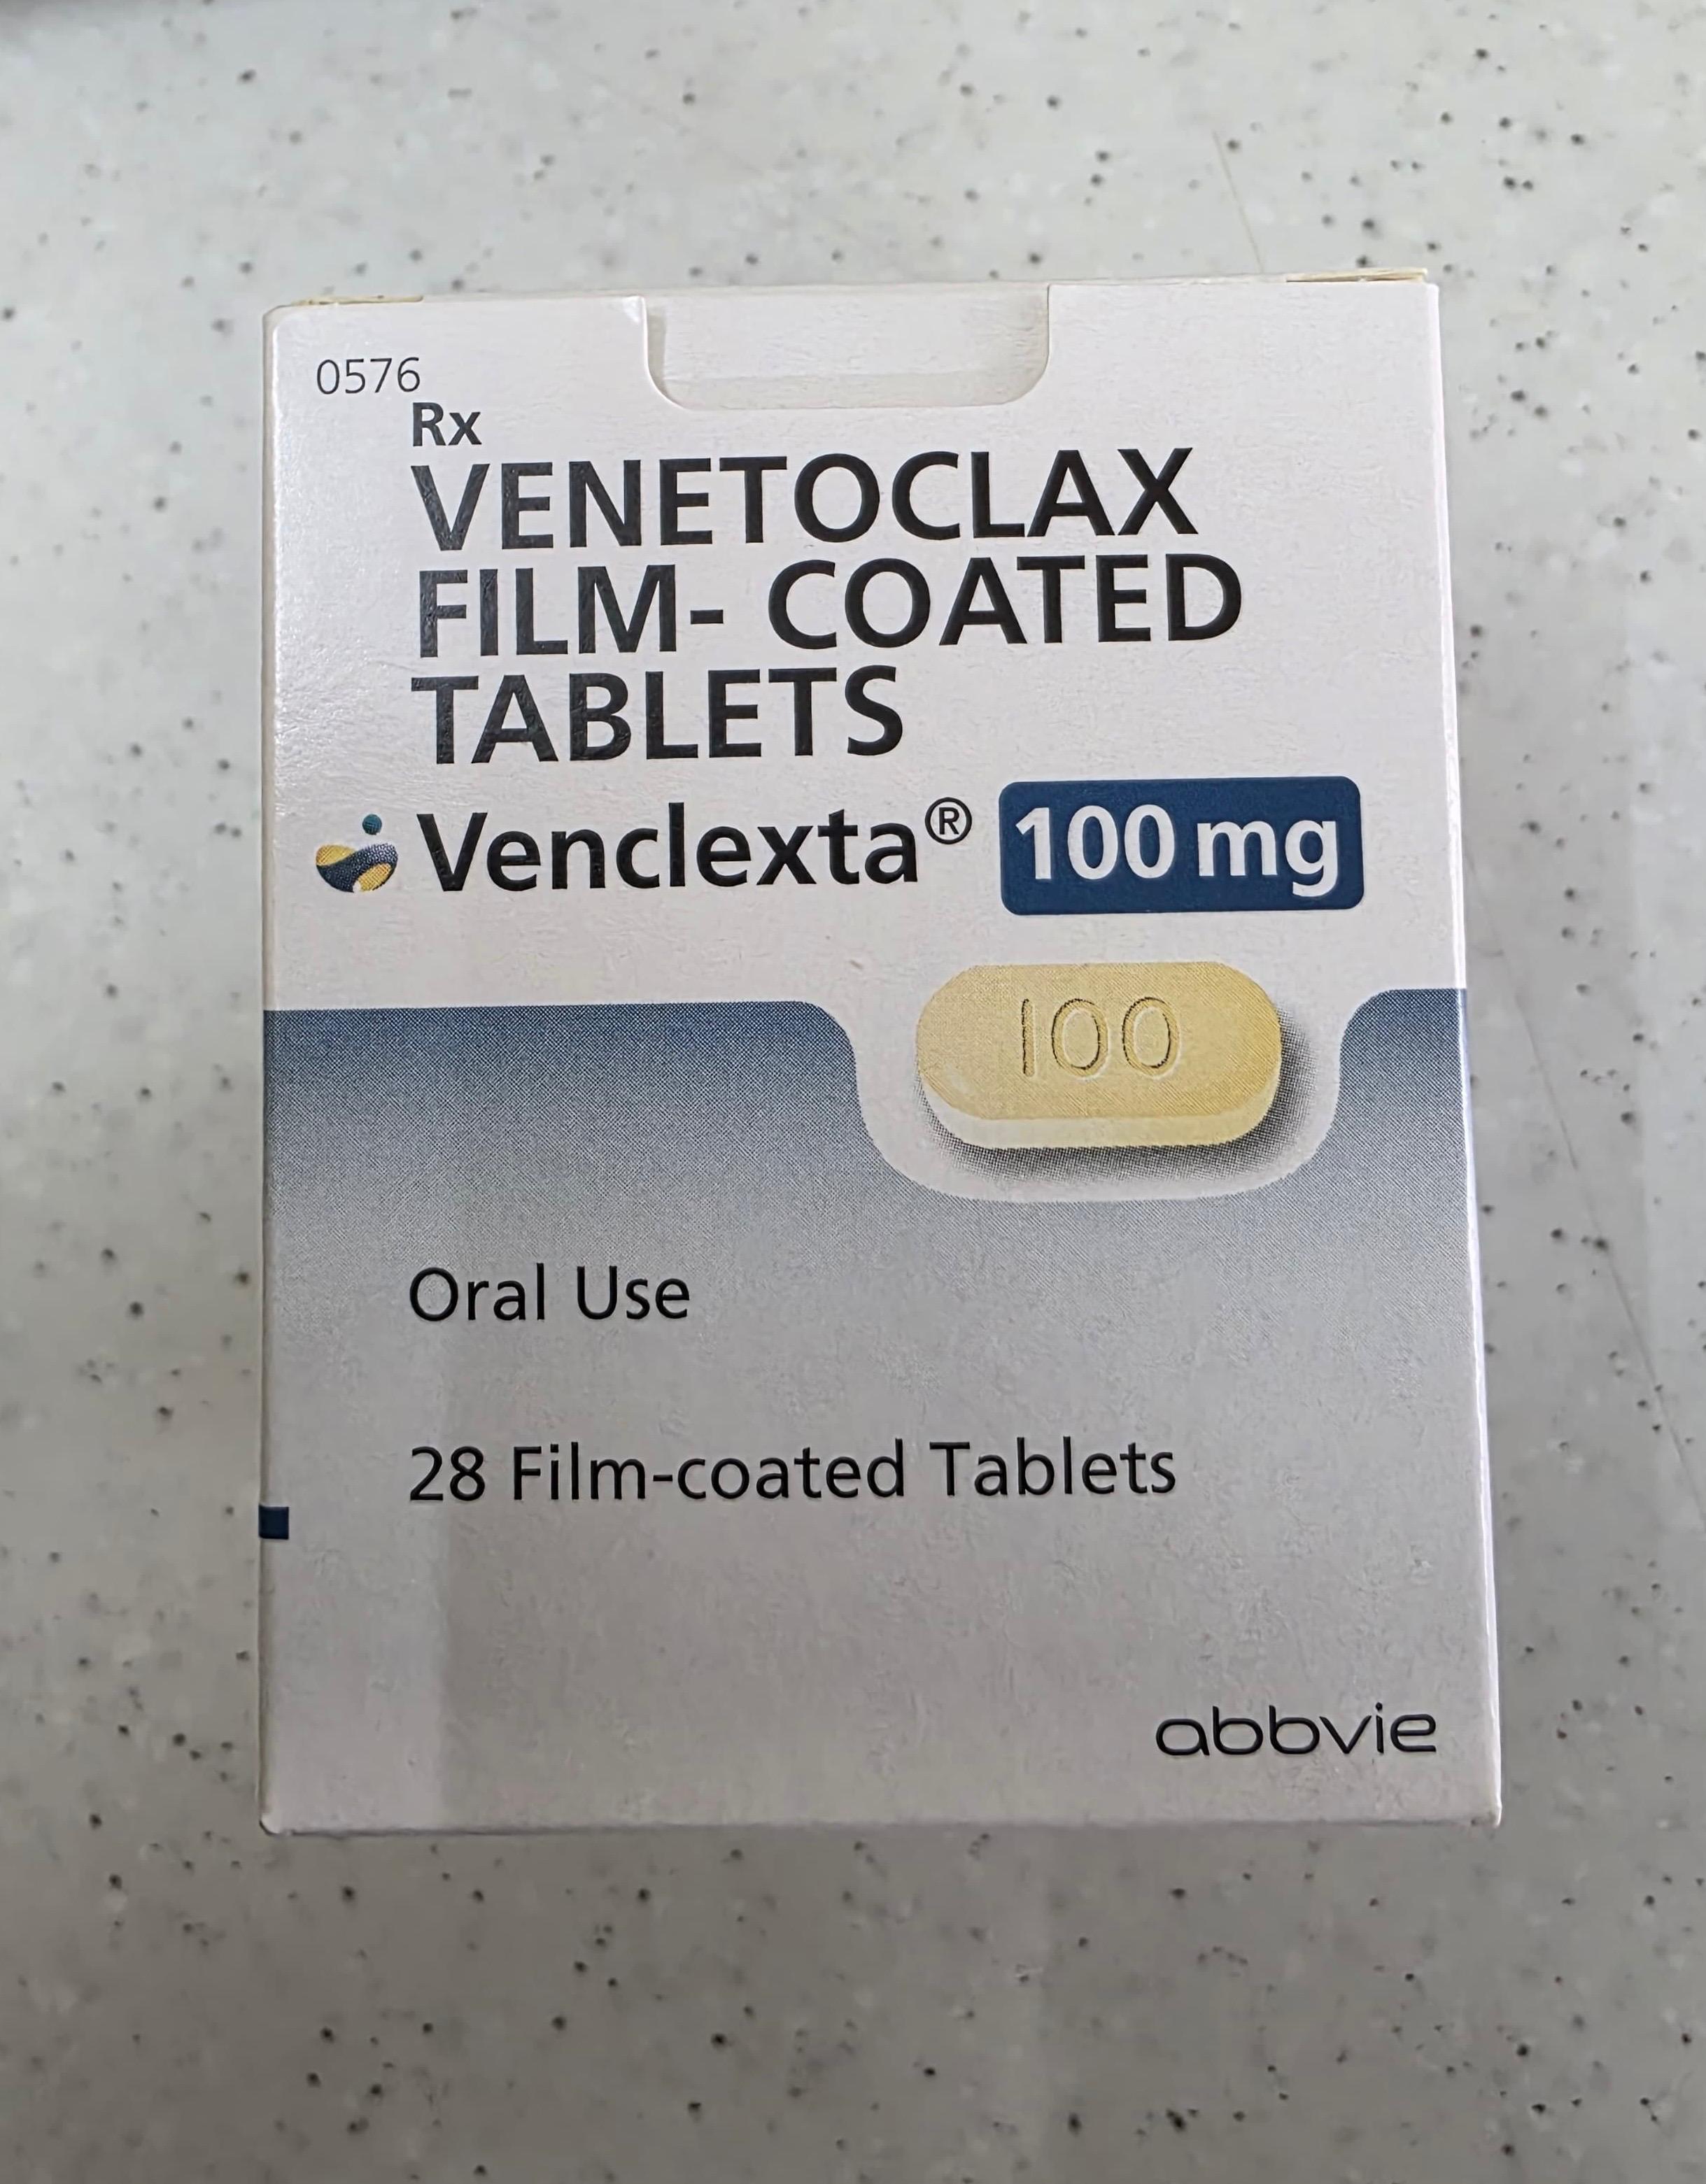 0576
Rx
VENETOCLAX
FILM- COATED
TABLETS
Venclexta® 100 mg
100
Oral Use
28 Film-coated Tablets
abbvie